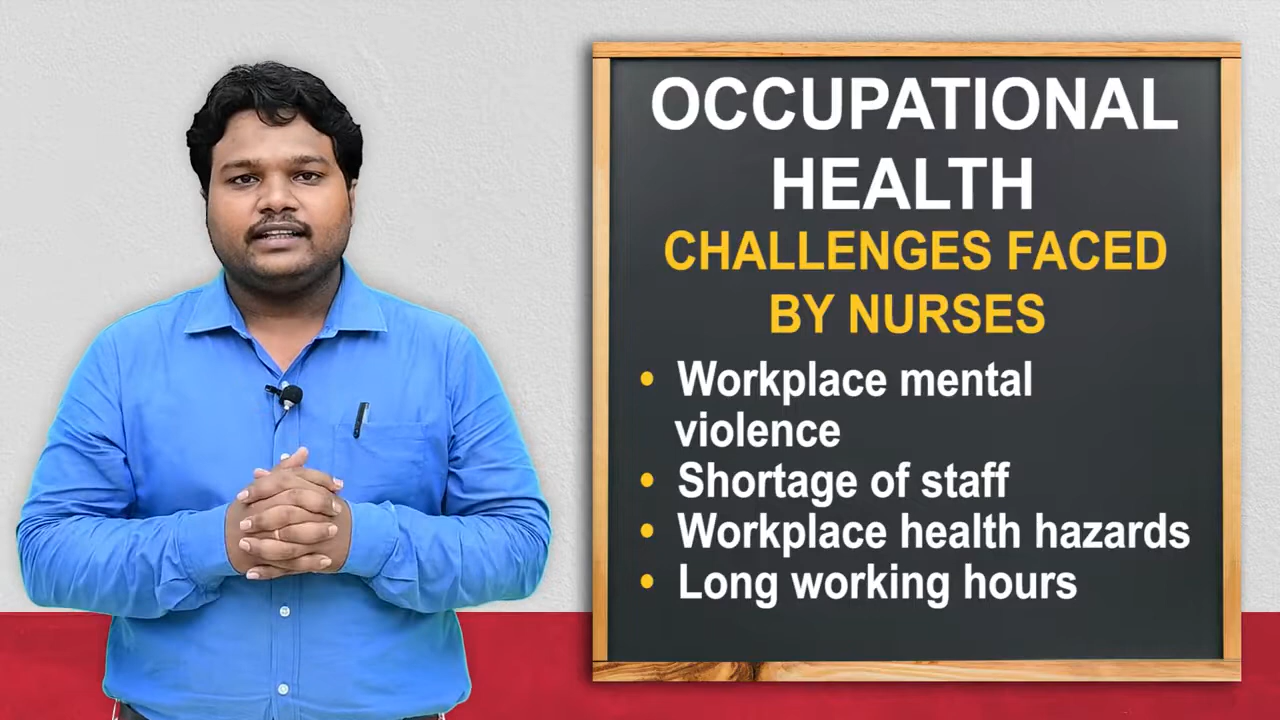 OCCUPATIONAL
HEALTH
CHALLENGES FACED
BY NURSES
• Workplace mental
violence
• Shortage of staff
• Workplace health hazards
• Long working hours